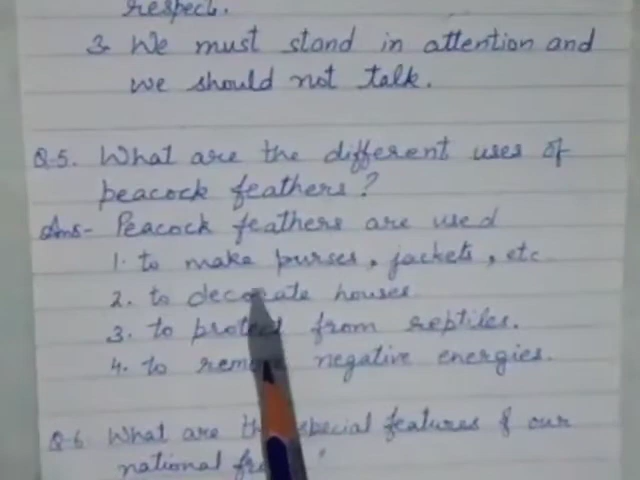 respect.
3. We must stand in attention and
we should not talk.
Q.5. What are the different uses of
peacock feathers?
Ans- Peacock feathers are used
1. to make purses, jackets, etc
2. to decorate houses
3. to protect from reptiles.
4. to remove negative energies.
Q.6. What are the special features of our
national